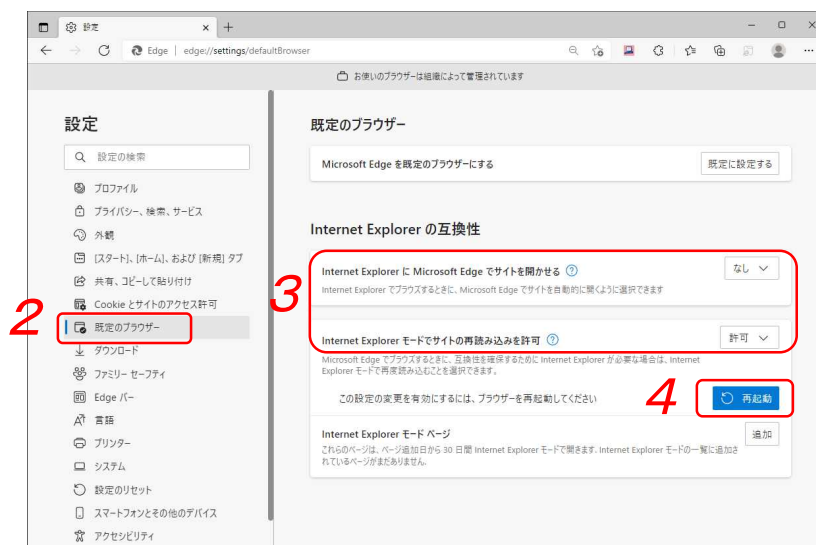 設定
Edge | edge://settings/defaultBrowser
お使いのブラウザーは組織によって管理されています
設定
設定の検索
プロファイル
プライバシー、検索、サービス
外観
[スタート]、[ホーム]、および [新規] タブ
共有、コピーして貼り付け
Cookie とサイトのアクセス許可
2
既定のブラウザー
ダウンロード
ファミリー セーフティ
Edge バー
言語
プリンター
システム
設定のリセット
スマートフォンとその他のデバイス
アクセシビリティ
既定のブラウザー
Microsoft Edge を既定のブラウザーにする
既定に設定する
Internet Explorer の互換性
3
Internet Explorer に Microsoft Edge でサイトを開かせる
なし
Internet Explorer でブラウズするときに、Microsoft Edge でサイトを自動的に開くように選択できます
Internet Explorer モードでサイトの再読み込みを許可
許可
Microsoft Edge でブラウズするときに、互換性を確保するために Internet Explorer が必要な場合は、Internet
Explorer モードで再度読み込むことを選択できます。
この設定の変更を有効にするには、ブラウザーを再起動してください
4
再起動
Internet Explorer モード ページ
追加
これらのページは、ページ追加日から 30 日間 Internet Explorer モードで開きます. Internet Explorer モードの一覧に追加さ
れているページがまだありません.